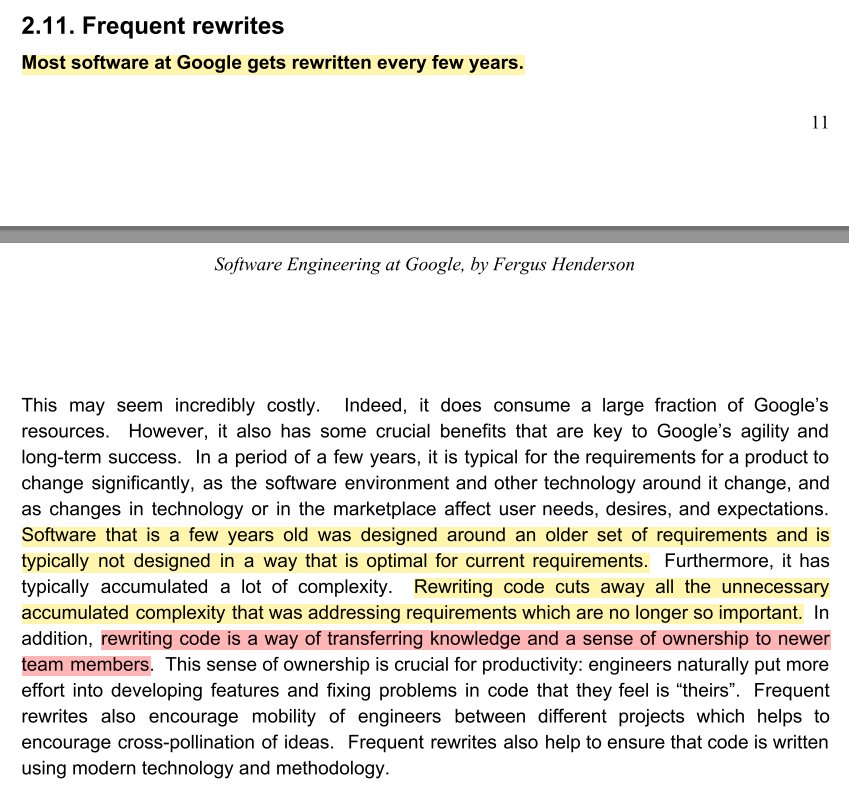 2.11. Frequent rewrites
Most software at Google gets rewritten every few years.
11
Software Engineering at Google, by Fergus Henderson
This may seem incredibly costly. Indeed, it does consume a large fraction of Google’s
resources. However, it also has some crucial benefits that are key to Google’s agility and
long-term success. In a period of a few years, it is typical for the requirements for a product to
change significantly, as the software environment and other technology around it change, and
as changes in technology or in the marketplace affect user needs, desires, and expectations.
Software that is a few years old was designed around an older set of requirements and is
typically not designed in a way that is optimal for current requirements. Furthermore, it has
typically accumulated a lot of complexity. Rewriting code cuts away all the unnecessary
accumulated complexity that was addressing requirements which are no longer so important. In
addition, rewriting code is a way of transferring knowledge and a sense of ownership to newer
team members. This sense of ownership is crucial for productivity: engineers naturally put more
effort into developing features and fixing problems in code that they feel is “theirs”. Frequent
rewrites also encourage mobility of engineers between different projects which helps to
encourage cross-pollination of ideas. Frequent rewrites also help to ensure that code is written
using modern technology and methodology.